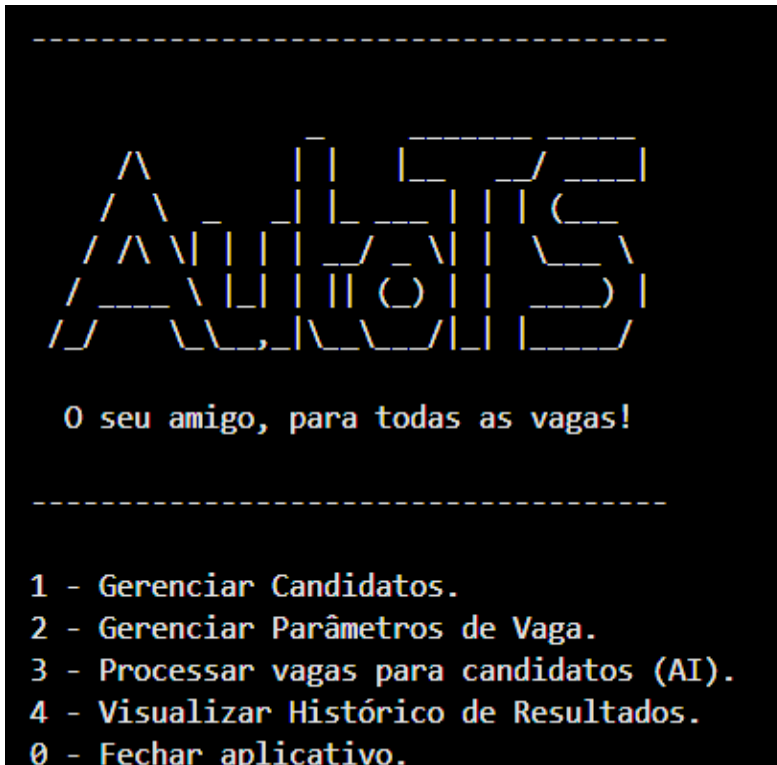 AutoTS
O seu amigo, para todas as vagas!
1 - Gerenciar Candidatos.
2 - Gerenciar Parâmetros de Vaga.
3 - Processar vagas para candidatos (AI).
4 - Visualizar Histórico de Resultados.
0 - Fechar aplicativo.